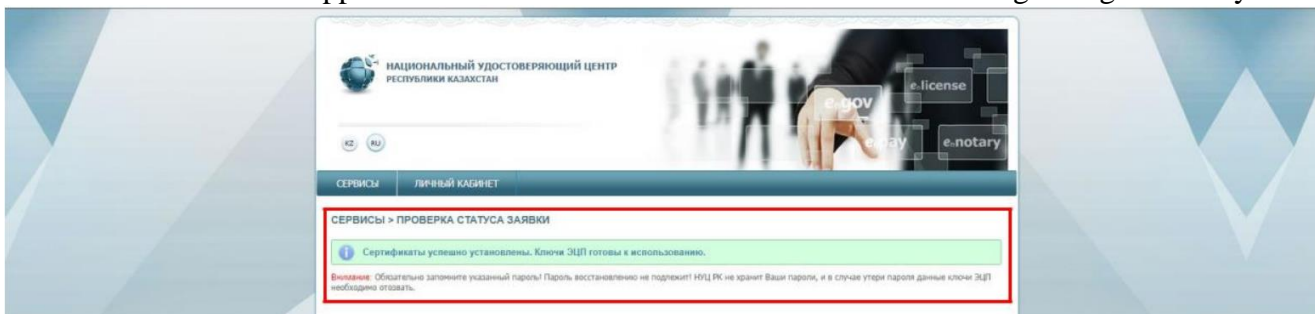 НАЦИОНАЛЬНЫЙ УДОСТОВЕРЯЮЩИЙ ЦЕНТР
РЕСПУБЛИКИ КАЗАХСТАН
e.gov
e.license
e.pay
e.notary
KZ RU
СЕРВИСЫ ЛИЧНЫЙ КАБИНЕТ
СЕРВИСЫ > ПРОВЕРКА СТАТУСА ЗАЯВКИ
Сертификаты успешно установлены. Ключи ЭЦП готовы к использованию.
Внимание: Обязательно запомните указанный пароль! Пароль восстановлению не подлежит! НУЦ РК не хранит Ваши пароли, и в случае утери пароля данные ключи ЭЦП
необходимо отозвать.